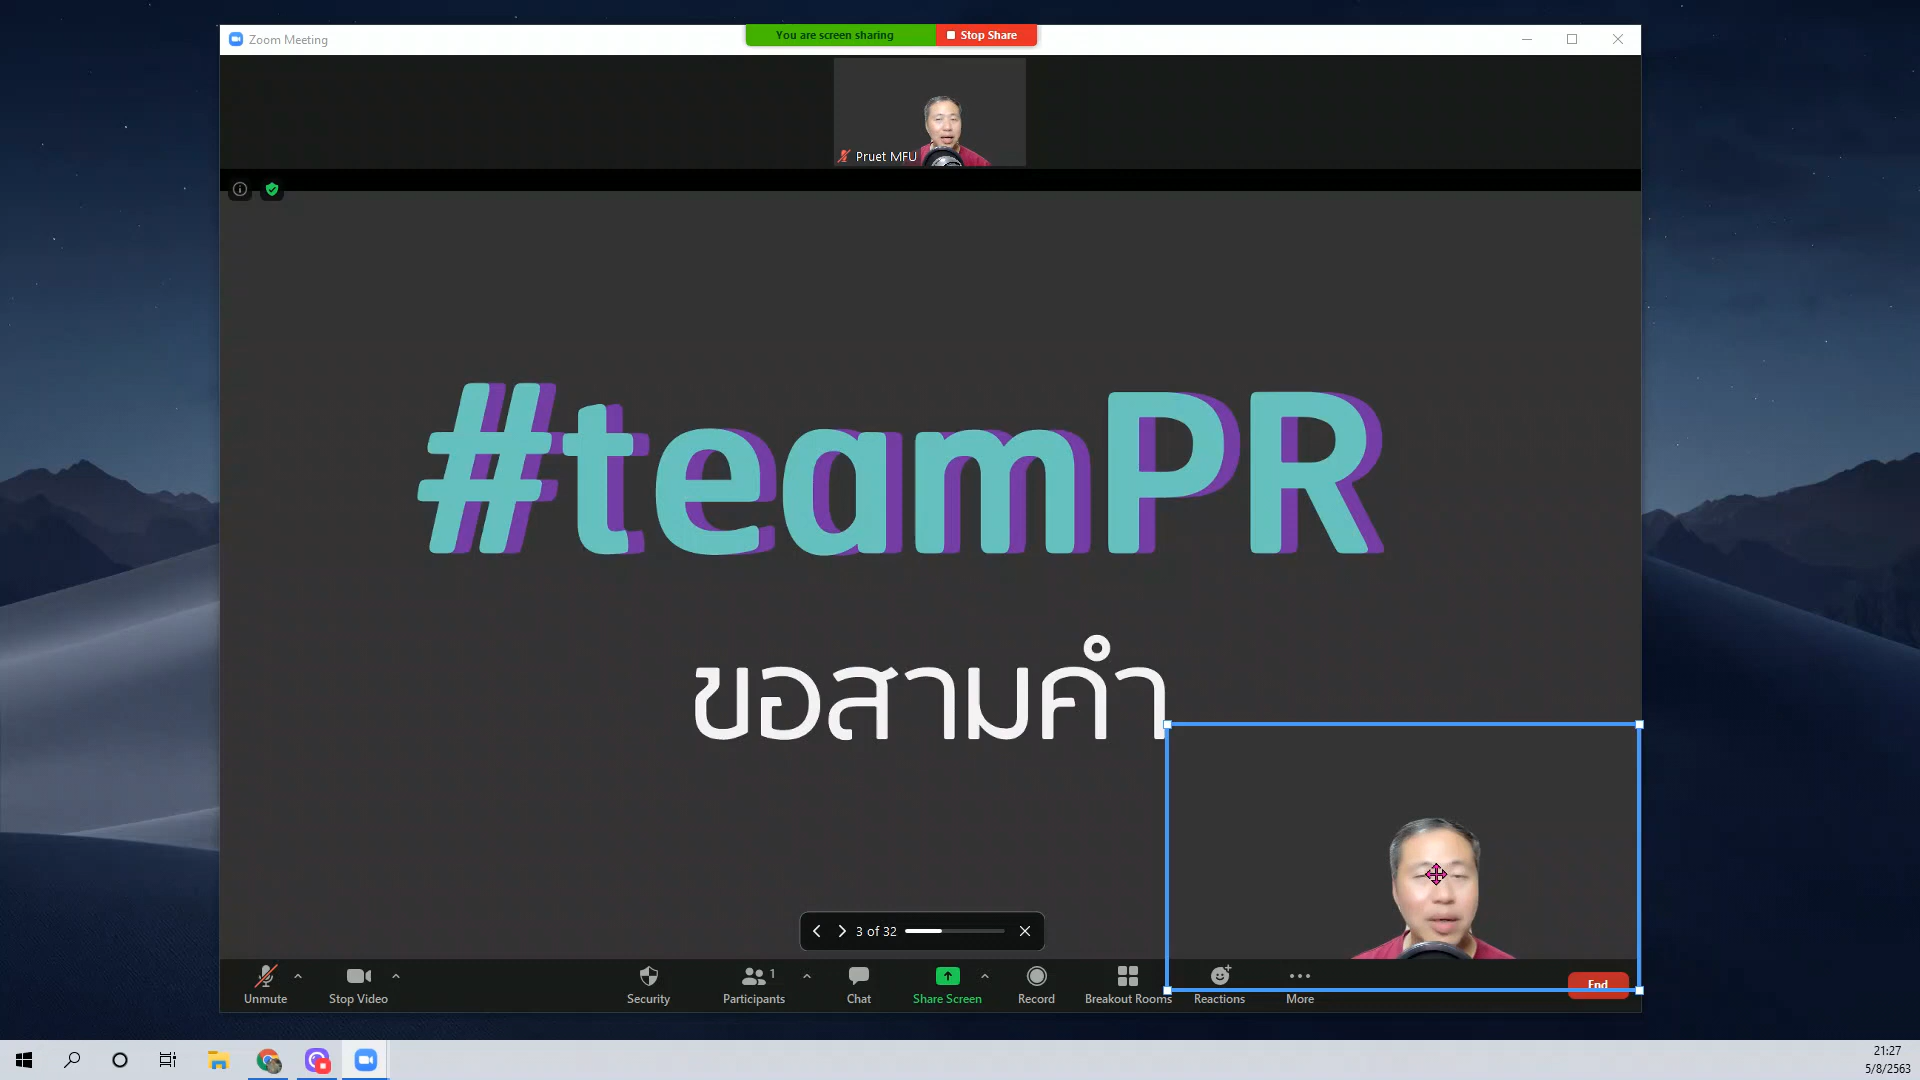 Zoom Meeting
You are screen sharing
Stop Share
Pruet MFU
#teamPR
ขอสามคำ
3 of 32
Unmute
Stop Video
Security
Participants
1
Chat
Share Screen
Record
Breakout Rooms
Reactions
More
End
21:27
5/8/2563